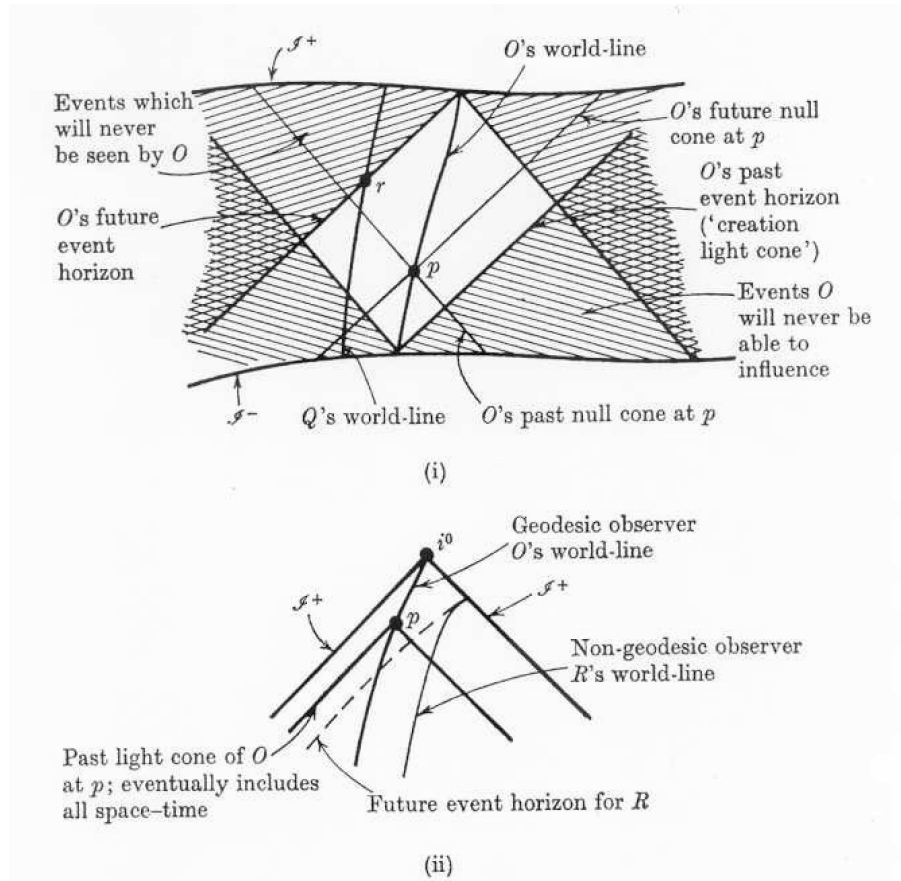 𝓘+
O's world-line
Events which
will never
be seen by O
O's future null
cone at p
r
O's past
event horizon
('creation
light cone')
O's future
event
horizon
p
Events O
will never be
able to
influence
𝓘−
Q's world-line
O's past null cone at p
(i)
Geodesic observer
O's world-line
i⁰
𝓘+
𝓘+
p
Non-geodesic observer
R's world-line
Past light cone of O
at p; eventually includes
all space–time
Future event horizon for R
(ii)